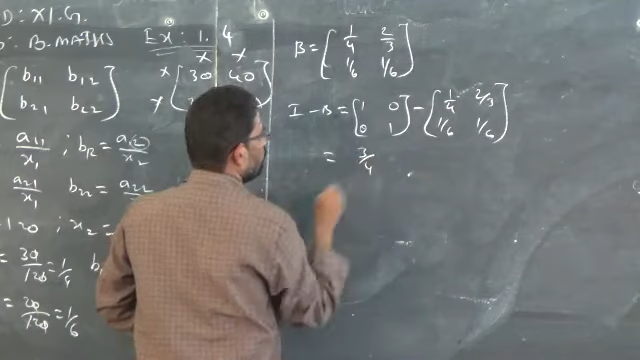 D: XI. G.
B-MATHS
Ex: 1. 4
x x
b11 b12
b21 b22
x 30 40
x
a11/x1 ; b12 = a12/x2
a21/x1 b22 = a22
120 ; x2 =
= 30/120 = 1/4 b
= 20/120 = 1/6
B = [1/4 2/3
1/6 1/6]
I - B = [1 0
0 1] - [1/4 2/3
1/6 1/6]
= 3/4